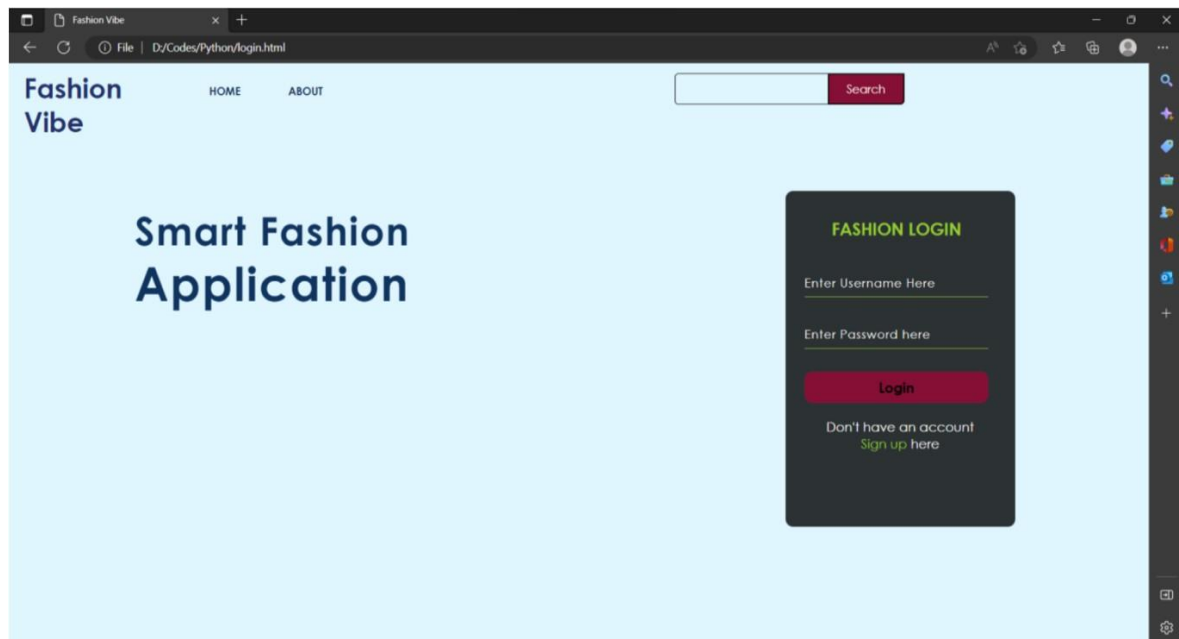 Fashion Vibe
File | D:/Codes/Python/login.html
Fashion
Vibe
HOME
ABOUT
Search
Smart Fashion
Application
FASHION LOGIN
Enter Username Here
Enter Password here
Login
Don't have an account
Sign up here